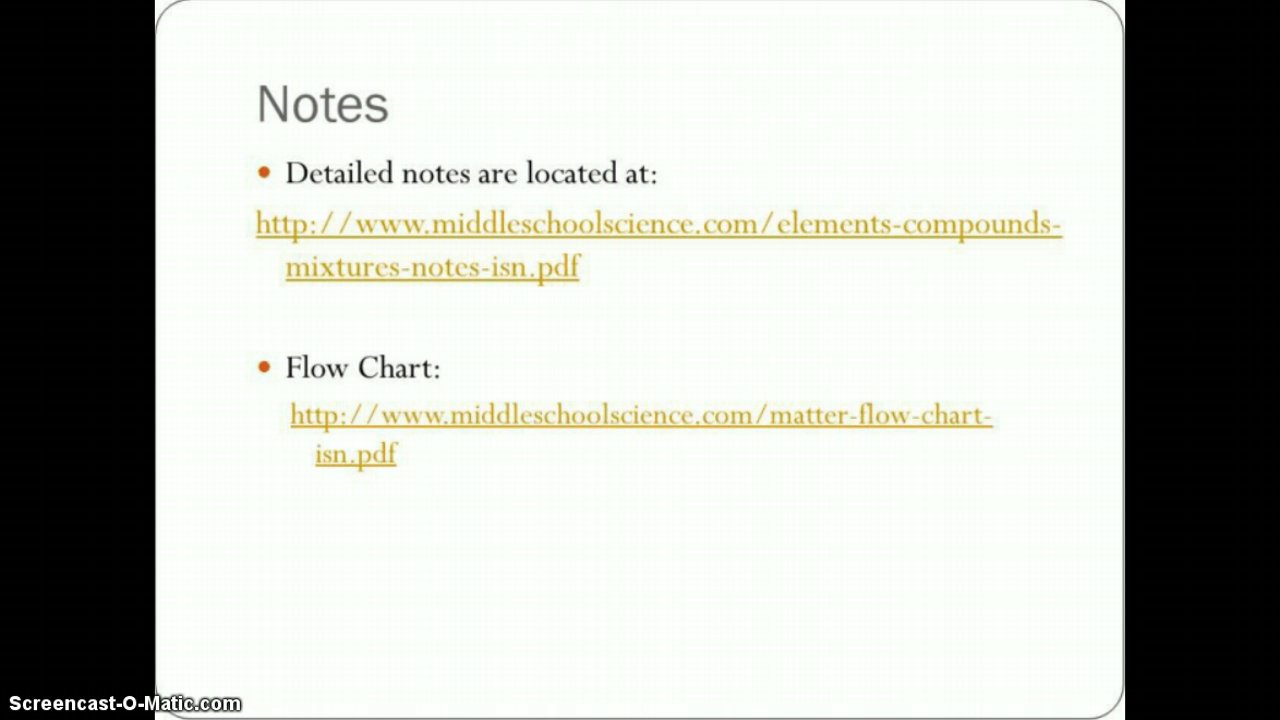 Notes
• Detailed notes are located at:
http://www.middleschoolscience.com/elements-compounds-
mixtures-notes-isn.pdf
• Flow Chart:
http://www.middleschoolscience.com/matter-flow-chart-
isn.pdf
Screencast-O-Matic.com